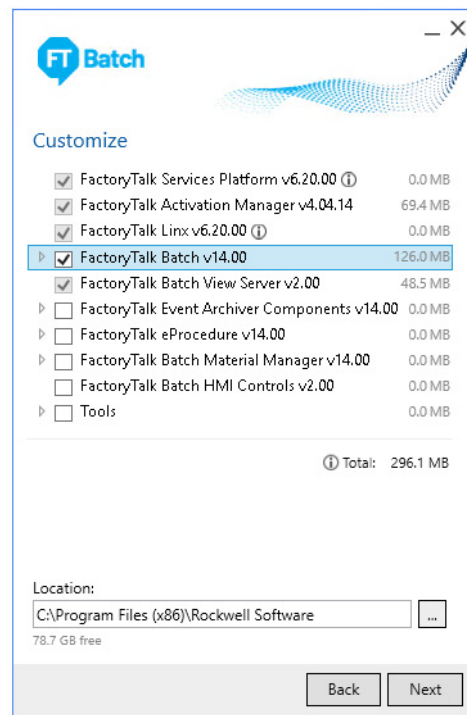 FT Batch
Customize
FactoryTalk Services Platform v6.20.00 0.0 MB
FactoryTalk Activation Manager v4.04.14 69.4 MB
FactoryTalk Linx v6.20.00 0.0 MB
FactoryTalk Batch v14.00 126.0 MB
FactoryTalk Batch View Server v2.00 48.5 MB
FactoryTalk Event Archiver Components v14.00 0.0 MB
FactoryTalk eProcedure v14.00 0.0 MB
FactoryTalk Batch Material Manager v14.00 0.0 MB
FactoryTalk Batch HMI Controls v2.00 0.0 MB
Tools 0.0 MB
Total: 296.1 MB
Location:
C:\Program Files (x86)\Rockwell Software ...
78.7 GB free
Back Next